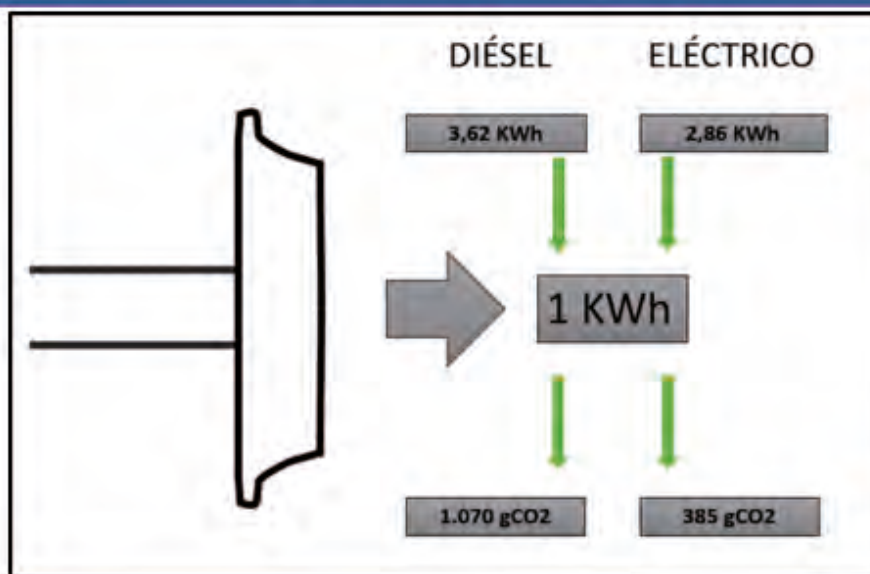 DIÉSEL ELÉCTRICO
3,62 KWh 2,86 KWh
1 KWh
1.070 gCO2 385 gCO2